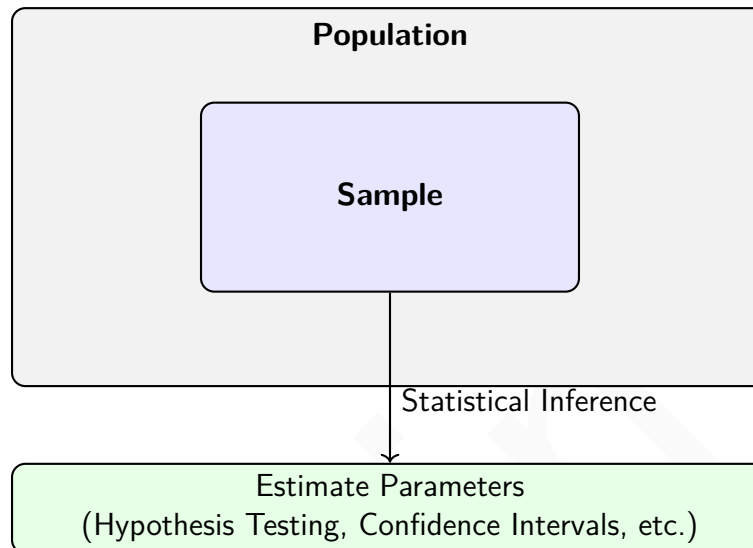 Population
Sample
Statistical Inference
Estimate Parameters
(Hypothesis Testing, Confidence Intervals, etc.)